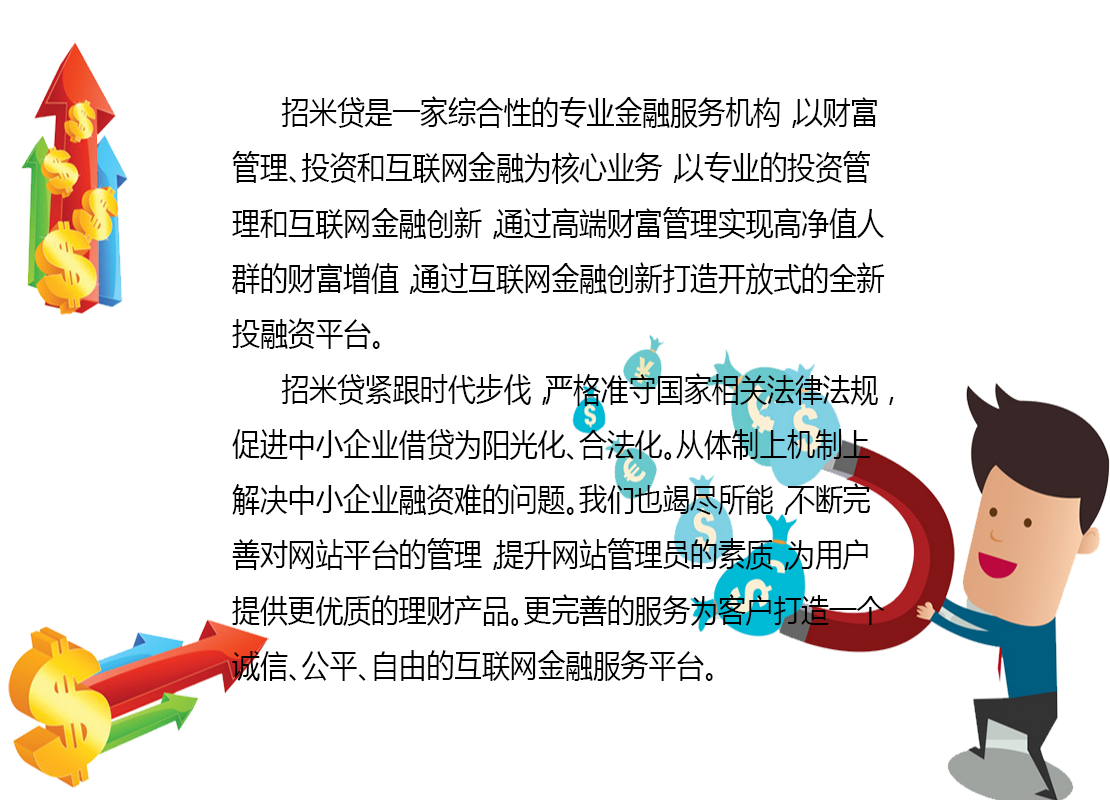 招米贷是一家综合性的专业金融服务机构，以财富
管理、投资和互联网金融为核心业务，以专业的投资管
理和互联网金融创新，通过高端财富管理实现高净值人
群的财富增值，通过互联网金融创新打造开放式的全新
投融资平台。
招米贷紧跟时代步伐，严格准守国家相关法律法规，
促进中小企业借贷为阳光化、合法化。从体制上机制上
解决中小企业融资难的问题。我们也竭尽所能，不断完
善对网站平台的管理，提升网站管理员的素质，为用户
提供更优质的理财产品。更完善的服务为客户打造一个
诚信、公平、自由的互联网金融服务平台。